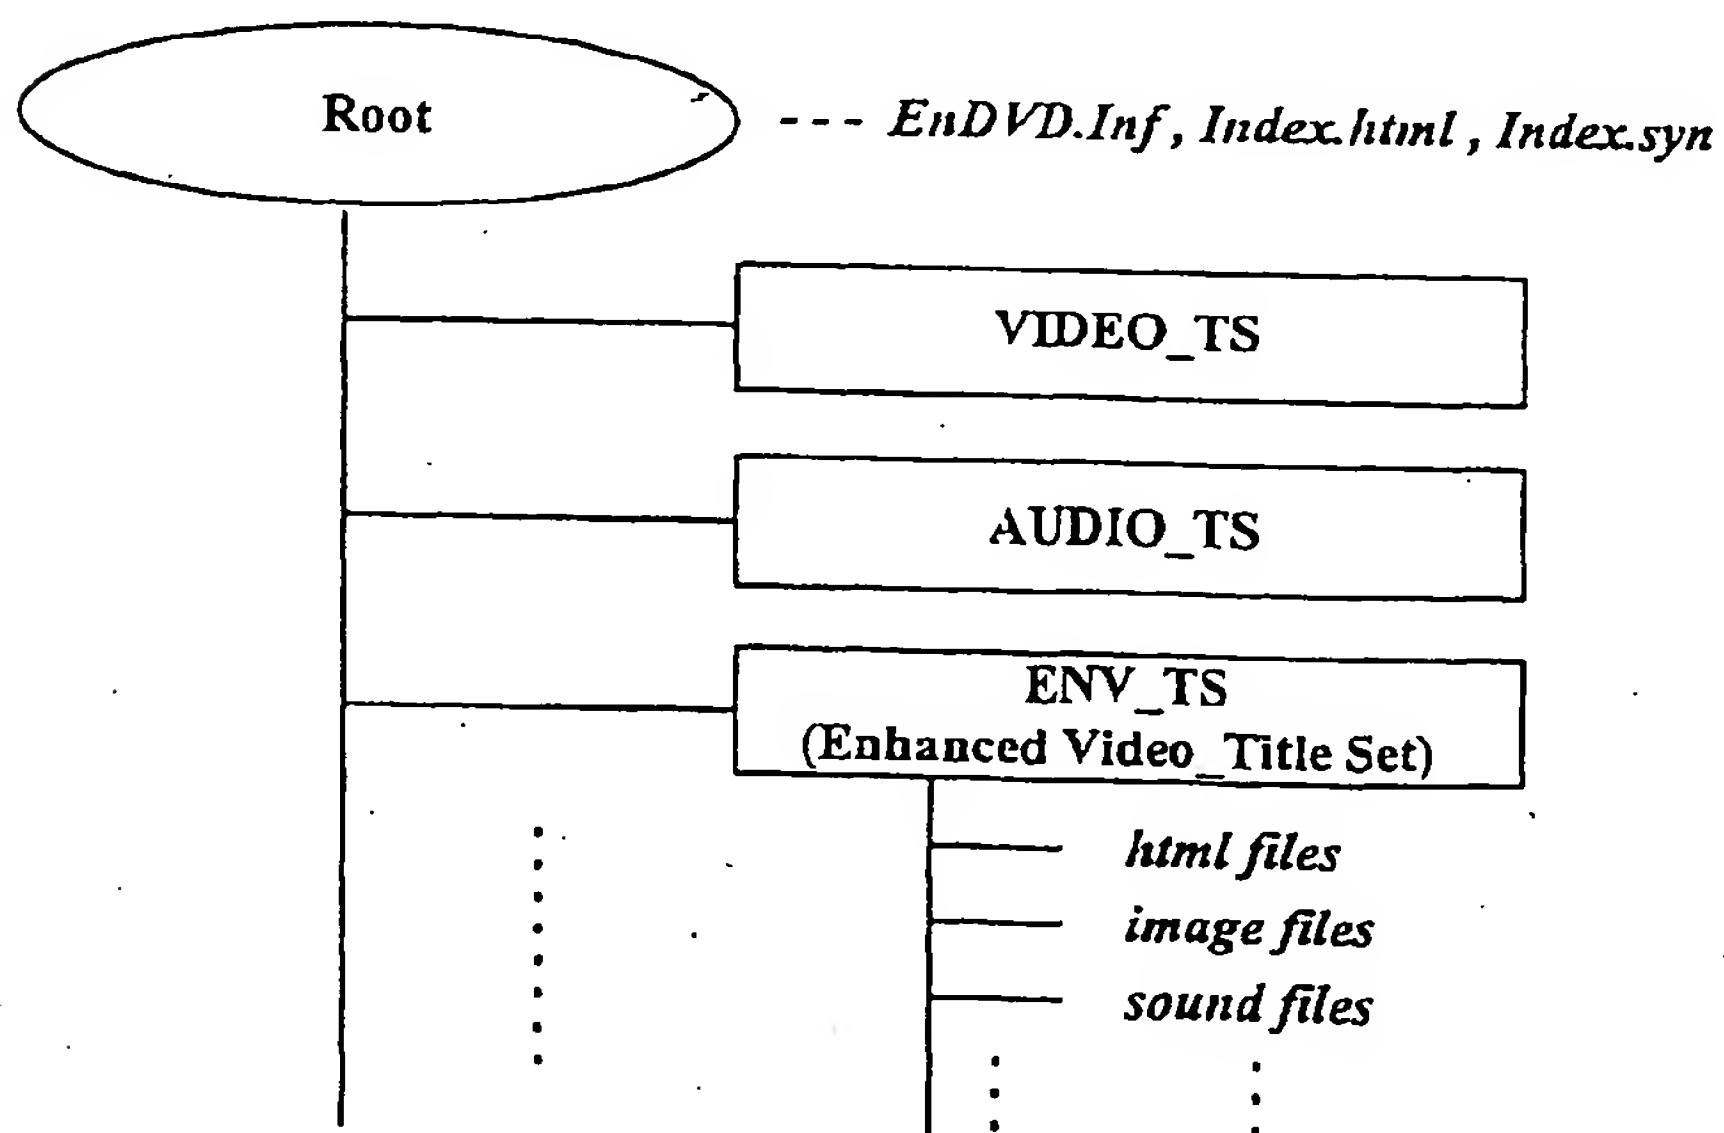 Root
--- EnDVD.Inf, Index.html, Index.syn
VIDEO_TS
AUDIO_TS
ENV_TS
(Enhanced Video_Title Set)
html files
image files
sound files